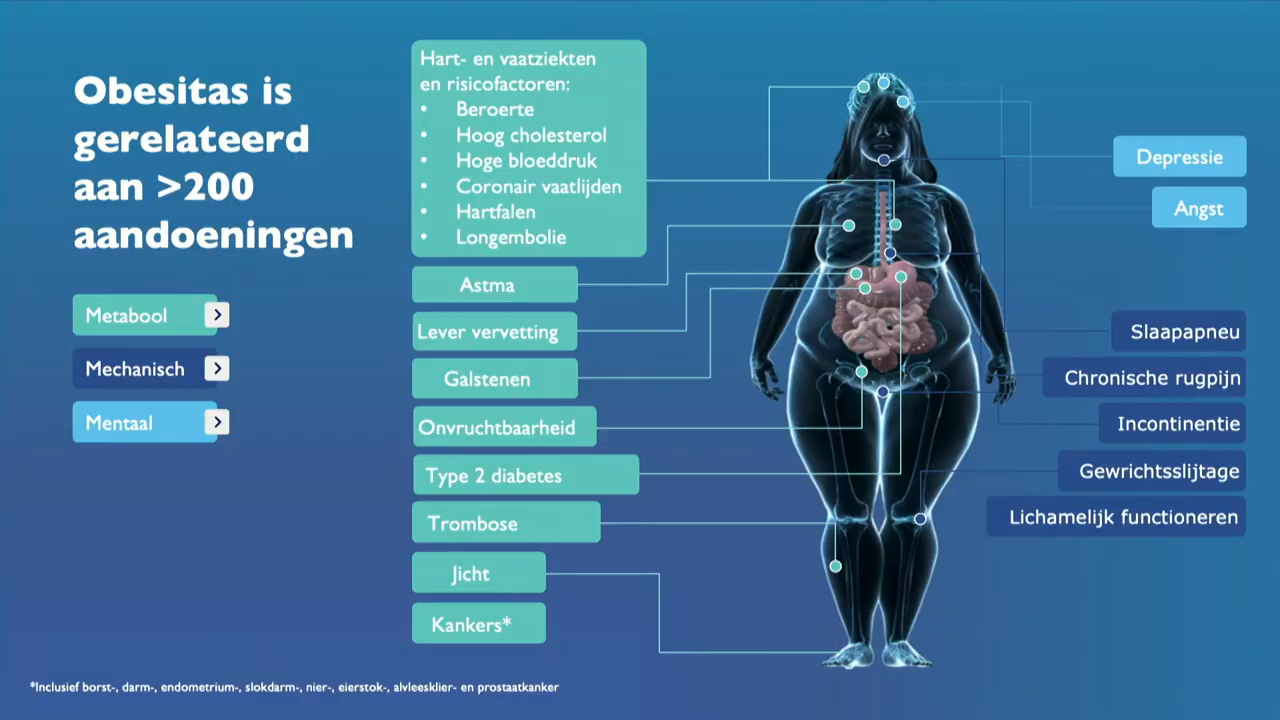 Obesitas is
gerelateerd
aan >200
aandoeningen
Metabool
Mechanisch
Mentaal
Hart- en vaatziekten
en risicofactoren:
• Beroerte
• Hoog cholesterol
• Hoge bloeddruk
• Coronair vaatlijden
• Hartfalen
• Longembolie
Astma
Lever vervetting
Galstenen
Onvruchtbaarheid
Type 2 diabetes
Trombose
Jicht
Kankers*
Depressie
Angst
Slaapapneu
Chronische rugpijn
Incontinentie
Gewrichtsslijtage
Lichamelijk functioneren
*Inclusief borst-, darm-, endometrium-, slokdarm-, nier-, eierstok-, alvleesklier- en prostaatkanker